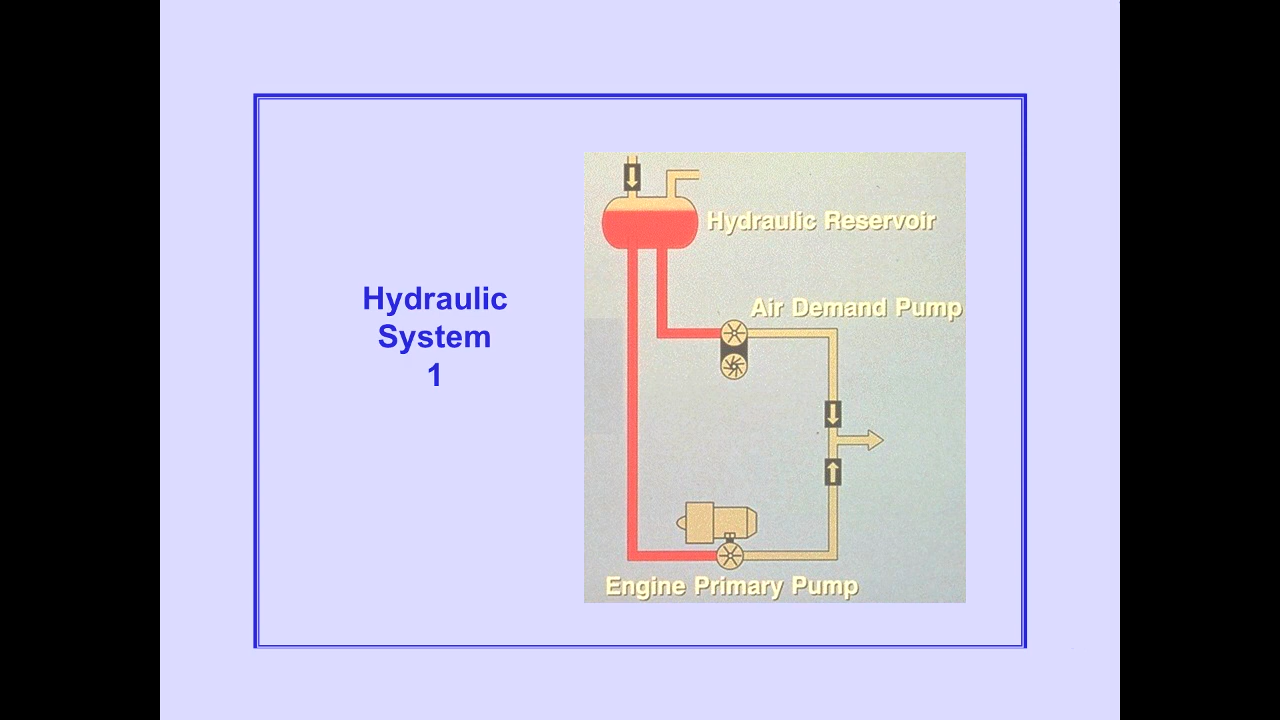 Hydraulic
System
1
Hydraulic Reservoir
Air Demand Pump
Engine Primary Pump